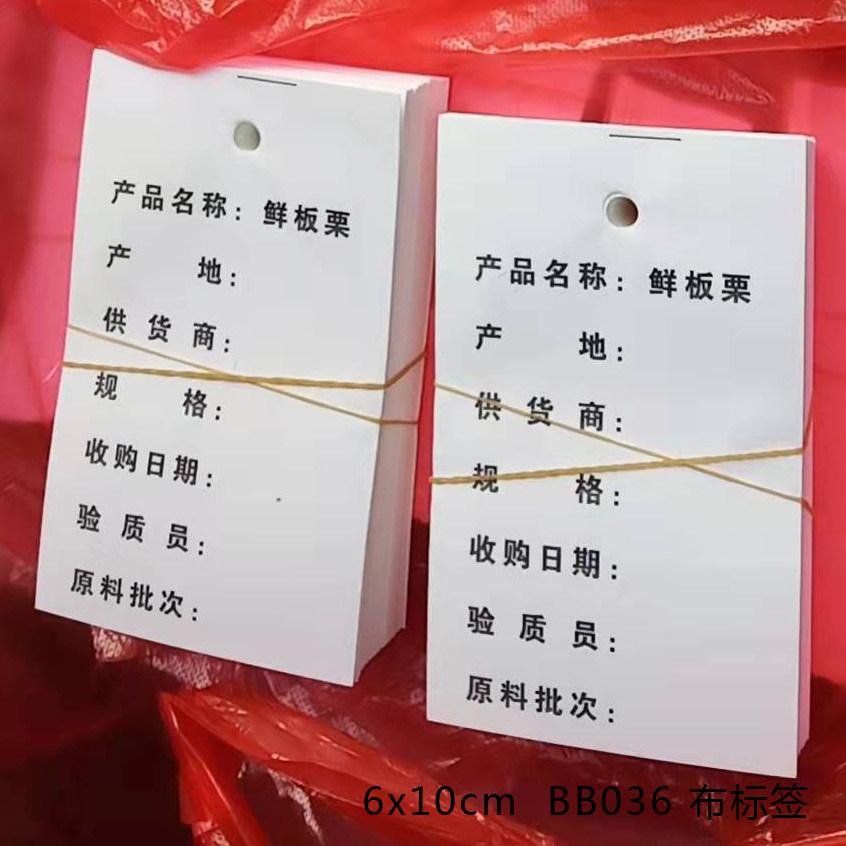 产品名称：鲜板栗
产 地：
供 货 商：
规 格：
收购日期：
验 质 员：
原料批次：
产品名称：鲜板栗
产 地：
供 货 商：
规 格：
收购日期：
验 质 员：
原料批次：
6x10cm BB036 布标签